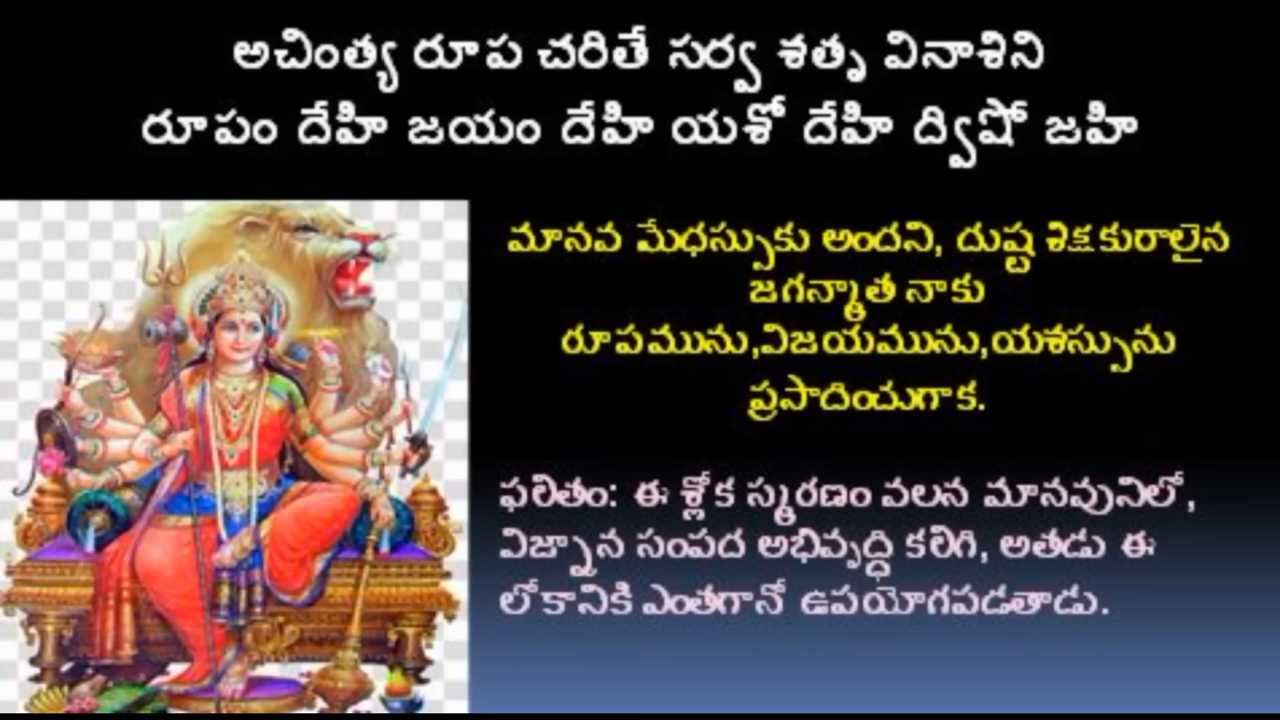 అచింత్య రూప చరితే సర్వ శతృ వినాశిని
రూపం దేహి జయం దేహి యశో దేహి ద్విషో జహి
మానవ మేధస్సుకు అందని, దుష్ట శిక్షకురాలైన
జగన్మాత నాకు
రూపమును,విజయమును,యశస్సును
ప్రసాదించుగాక.
ఫలితం: ఈ శ్లోక స్మరణం వలన మానవునిలో,
విజ్నాన సంపద అభివృద్ధి కలిగి, అతడు ఈ
లోకానికి ఎంతగానో ఉపయోగపడతాడు.